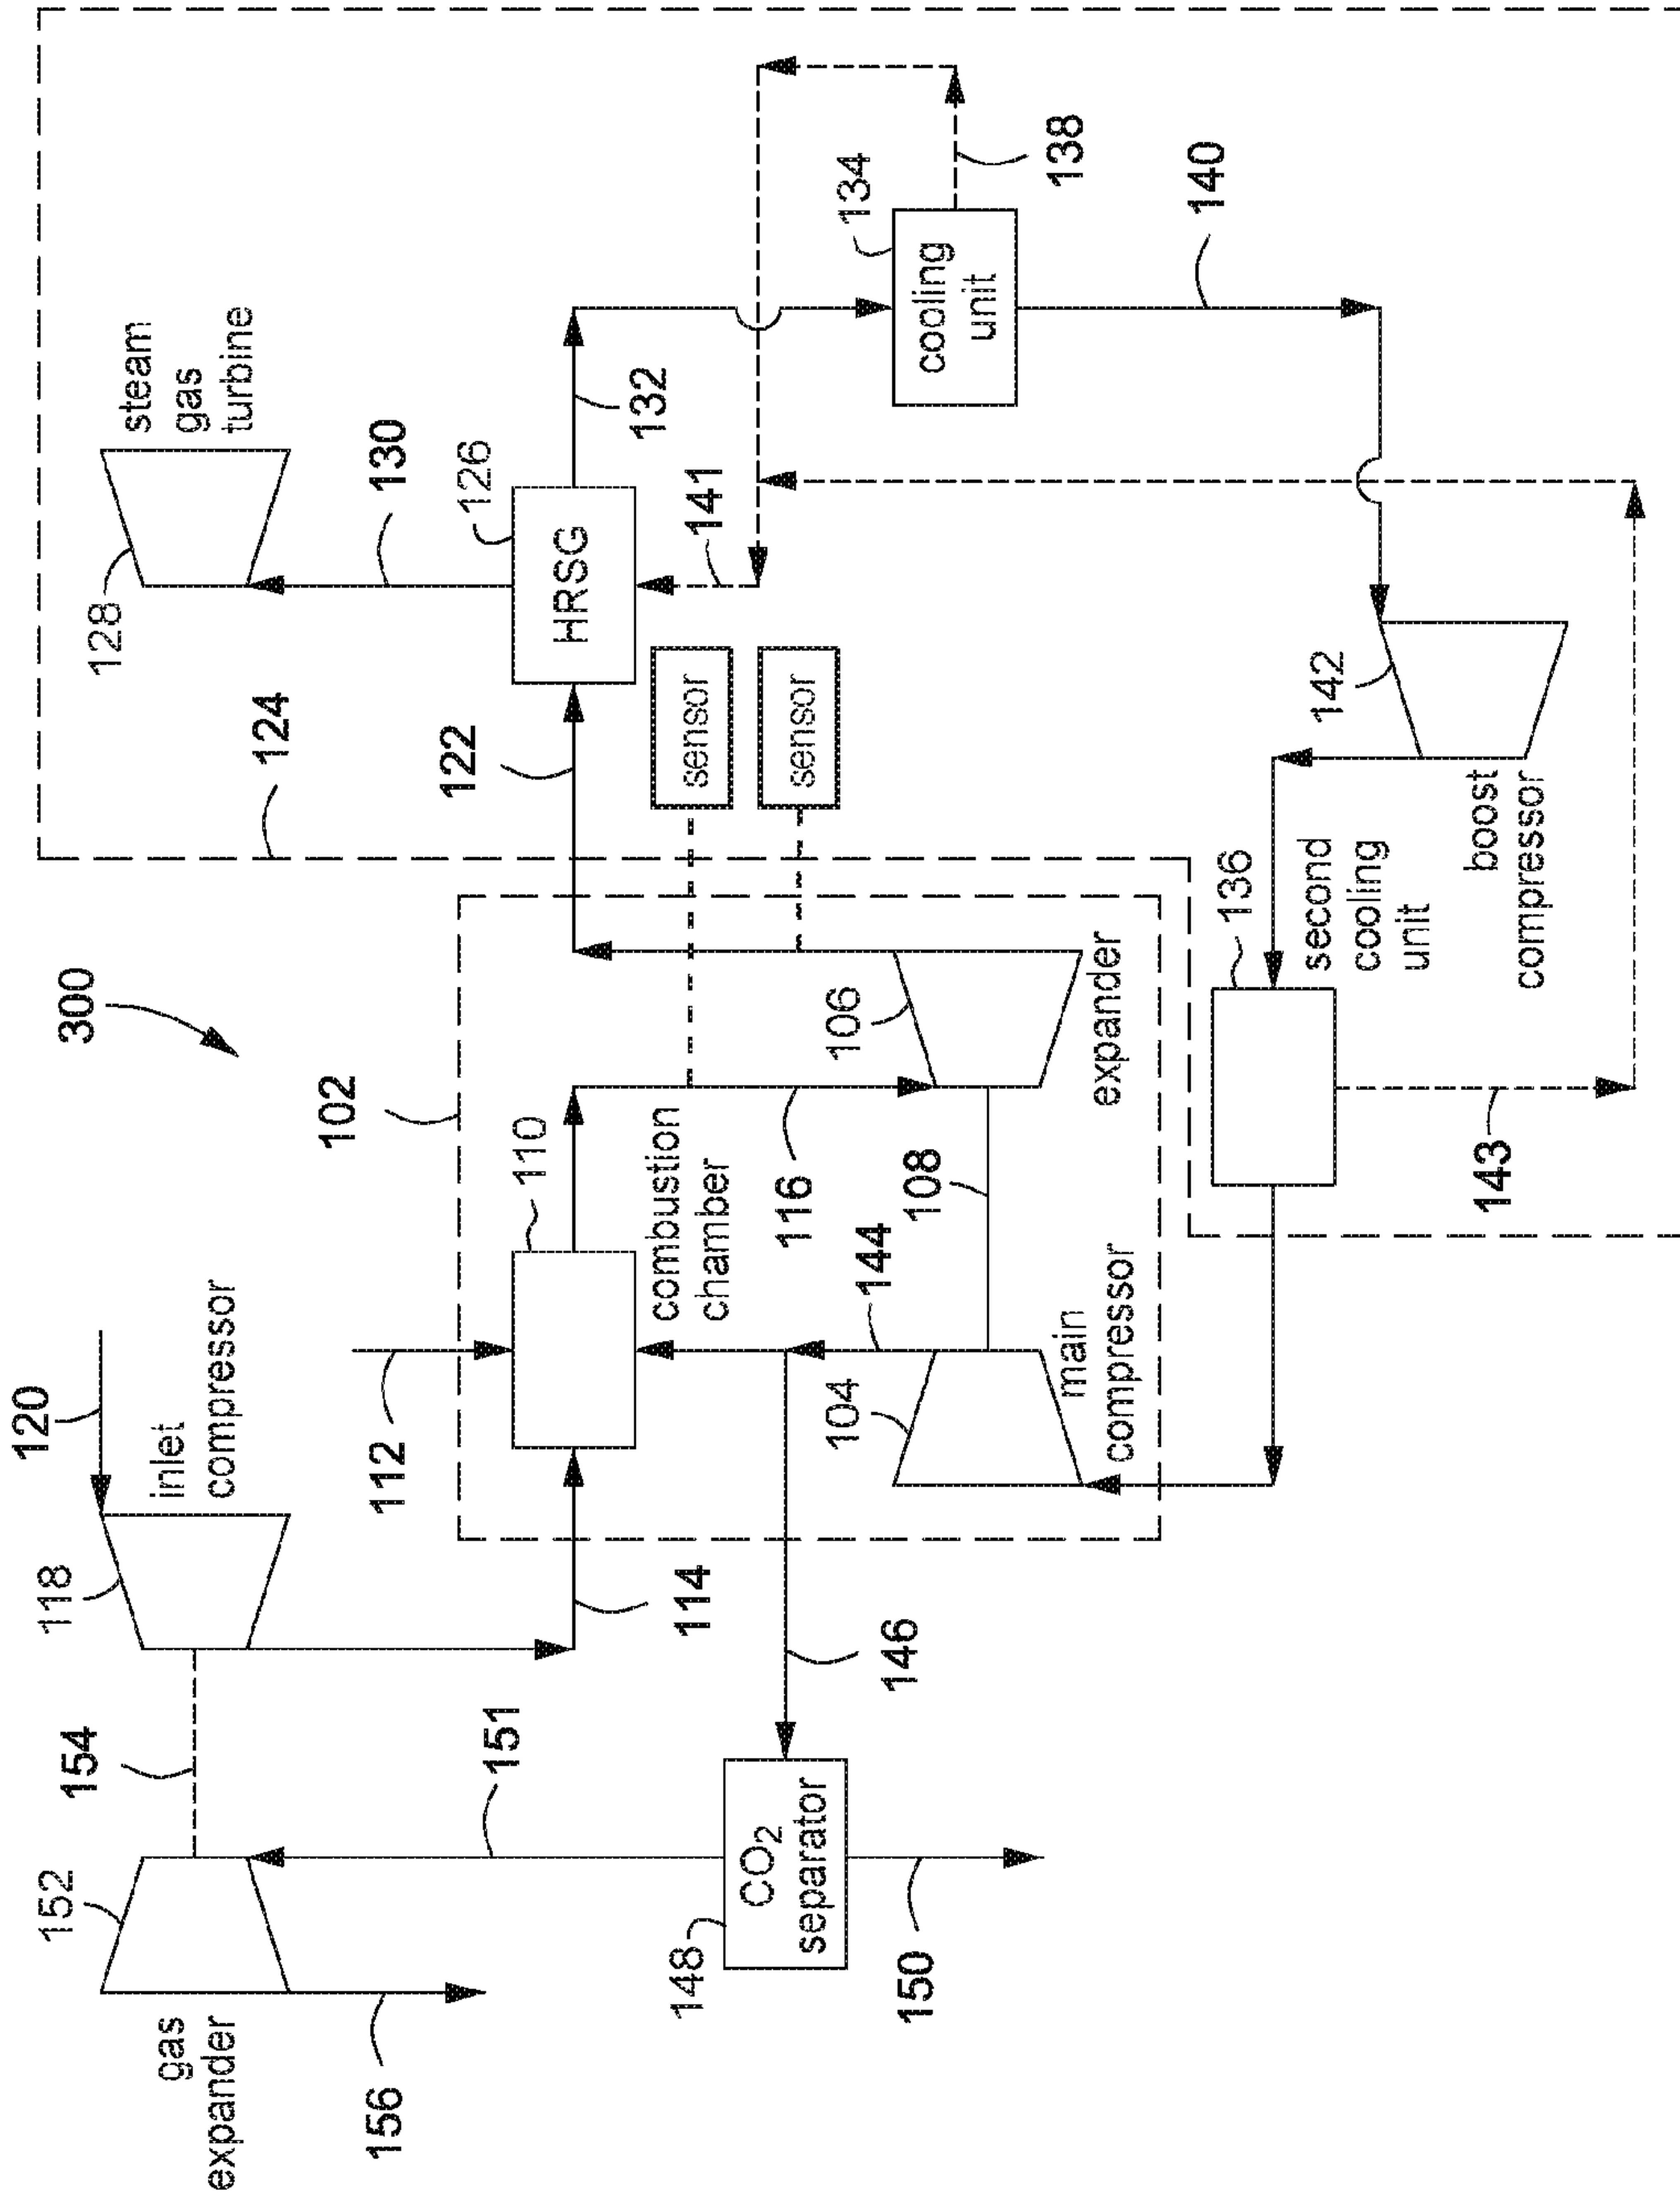 300
120
inlet
compressor
118
154
152
gas
expander
156
151
CO2
separator
148
150
146
114
112
102
110
combustion
chamber
116
144
108
104
main
compressor
106
expander
122
124
sensor
sensor
128
steam
gas
turbine
130
126
HRSG
132
141
134
cooling
unit
138
140
142
boost
compressor
136
second
cooling
unit
143